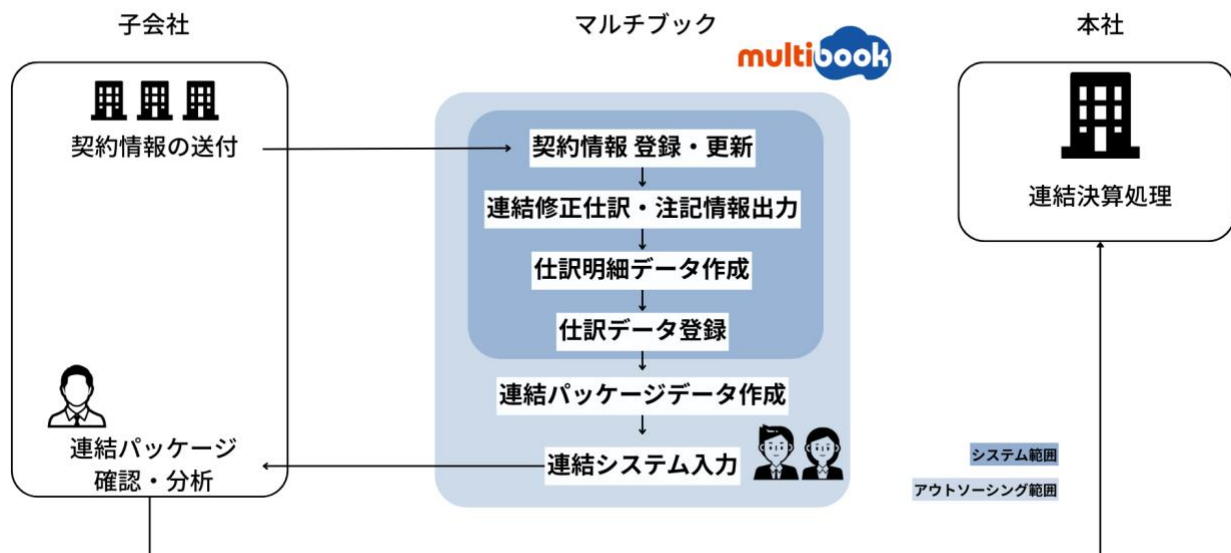 子会社
マルチブック
本社
multibook
契約情報の送付
契約情報 登録・更新
連結修正仕訳・注記情報出力
仕訳明細データ作成
仕訳データ登録
連結パッケージデータ作成
連結システム入力
連結パッケージ
確認・分析
連結決算処理
システム範囲
アウトソーシング範囲